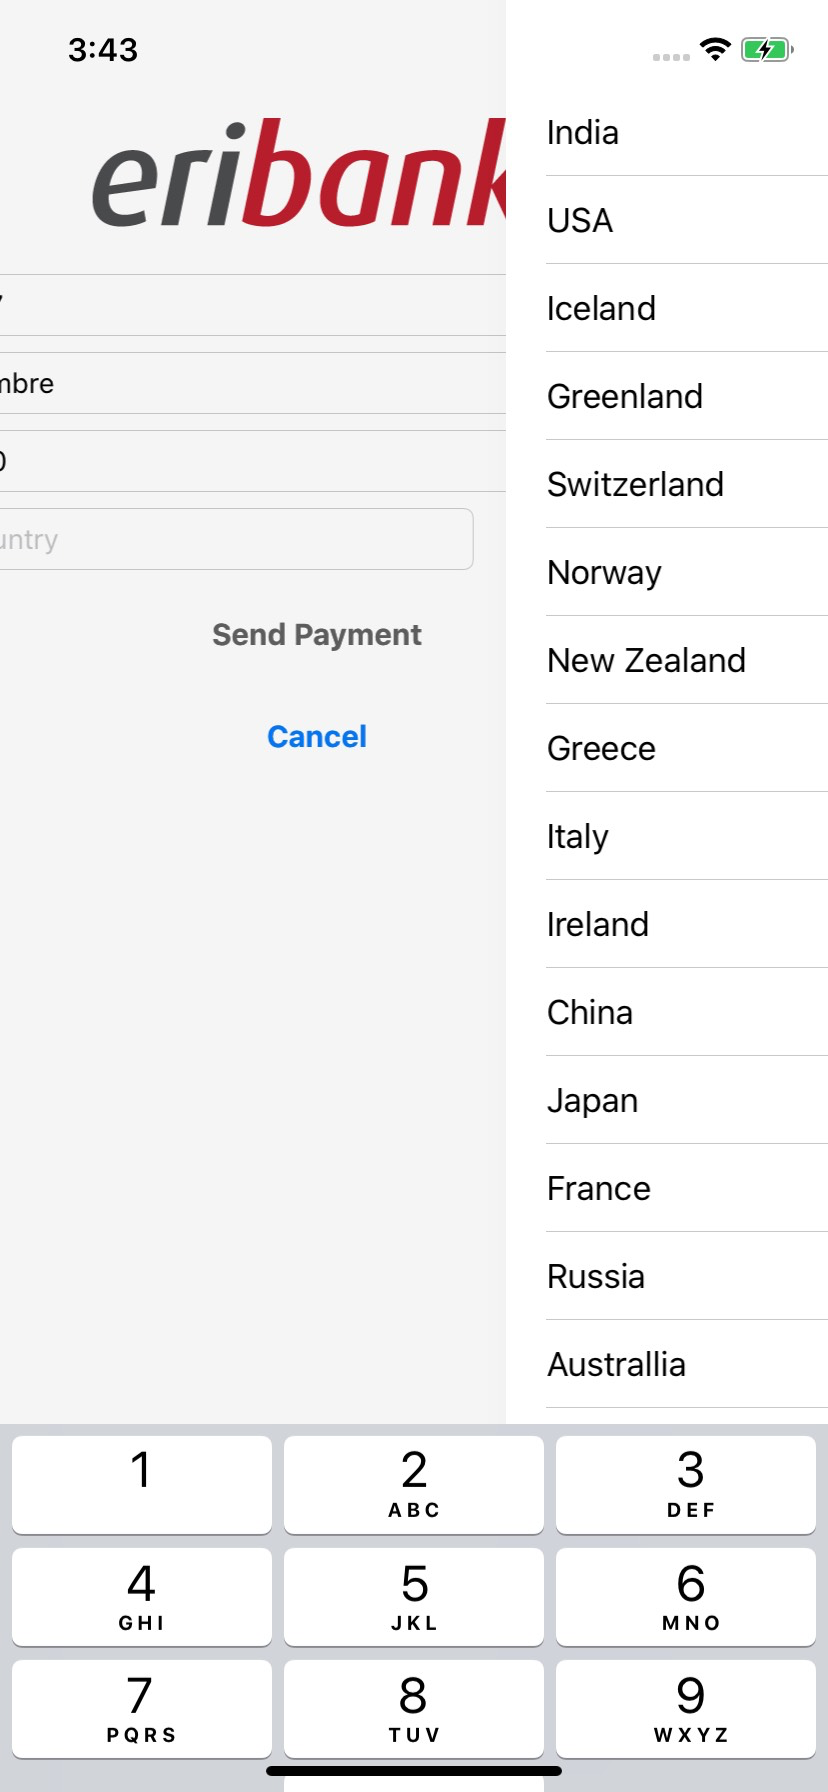 3:43
eribank
India
USA
Iceland
mbre
Greenland
0
Switzerland
untry
Norway
Send Payment
New Zealand
Cancel
Greece
Italy
Ireland
China
Japan
France
Russia
Australlia
1 2 3
ABC DEF
4 5 6
GHI JKL MNO
7 8 9
PQRS TUV WXYZ